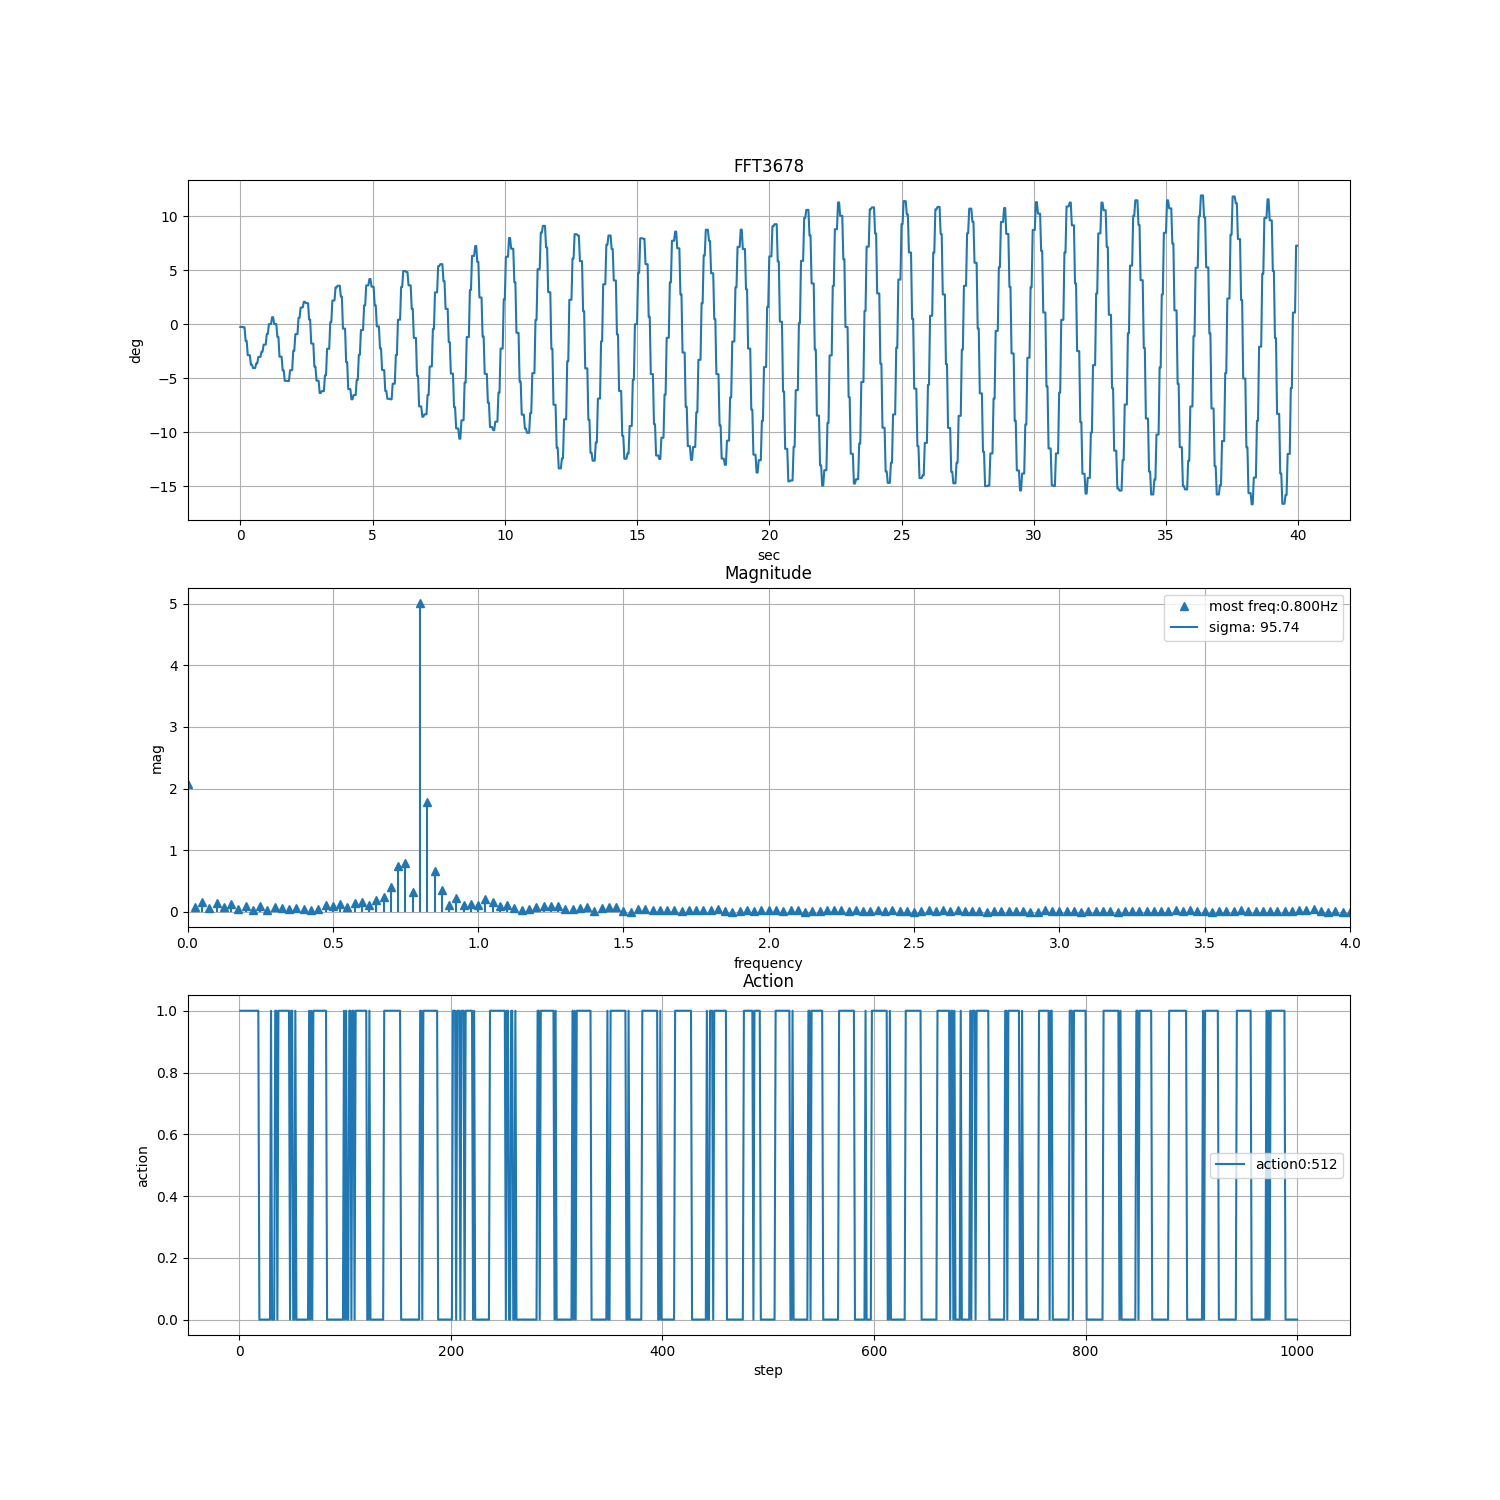 FFT3678
10
5
0
−5
−10
−15
deg
0 5 10 15 20 25 30 35 40
sec
Magnitude
5
4
3
2
1
0
mag
most freq:0.800Hz
sigma: 95.74
0.0 0.5 1.0 1.5 2.0 2.5 3.0 3.5 4.0
frequency
Action
1.0
0.8
0.6
0.4
0.2
0.0
action
action0:512
0 200 400 600 800 1000
step